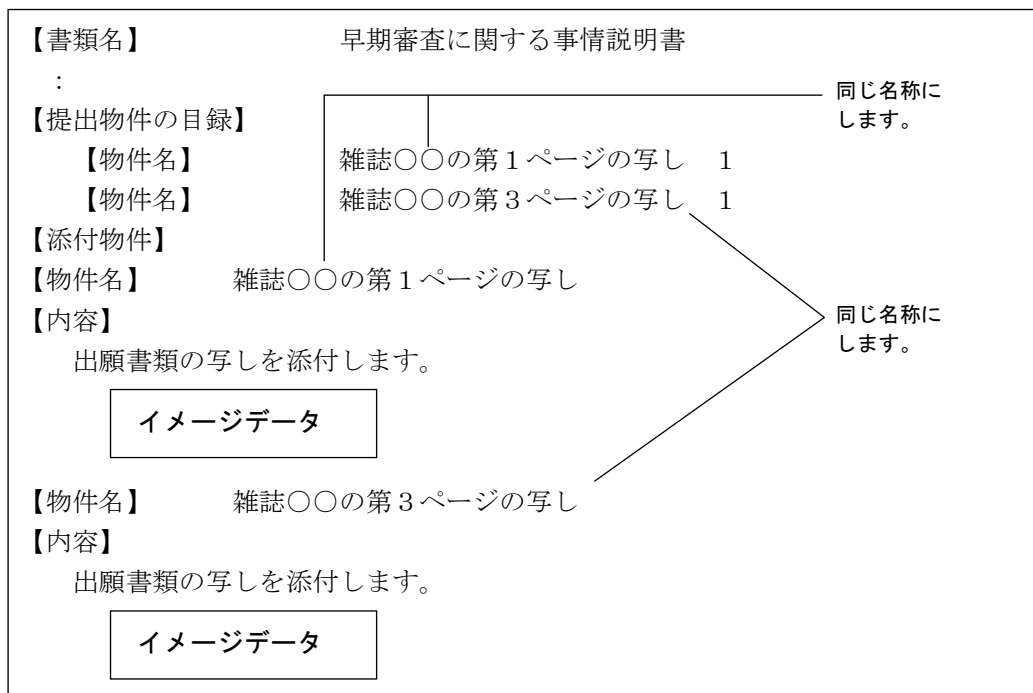 【書類名】 早期審査に関する事情説明書
:
【提出物件の目録】
【物件名】 雑誌○○の第１ページの写し １
【物件名】 雑誌○○の第３ページの写し １
同じ名称に
します。
【添付物件】
【物件名】 雑誌○○の第１ページの写し
【内容】
出願書類の写しを添付します。
イメージデータ
同じ名称に
します。
【物件名】 雑誌○○の第３ページの写し
【内容】
出願書類の写しを添付します。
イメージデータ